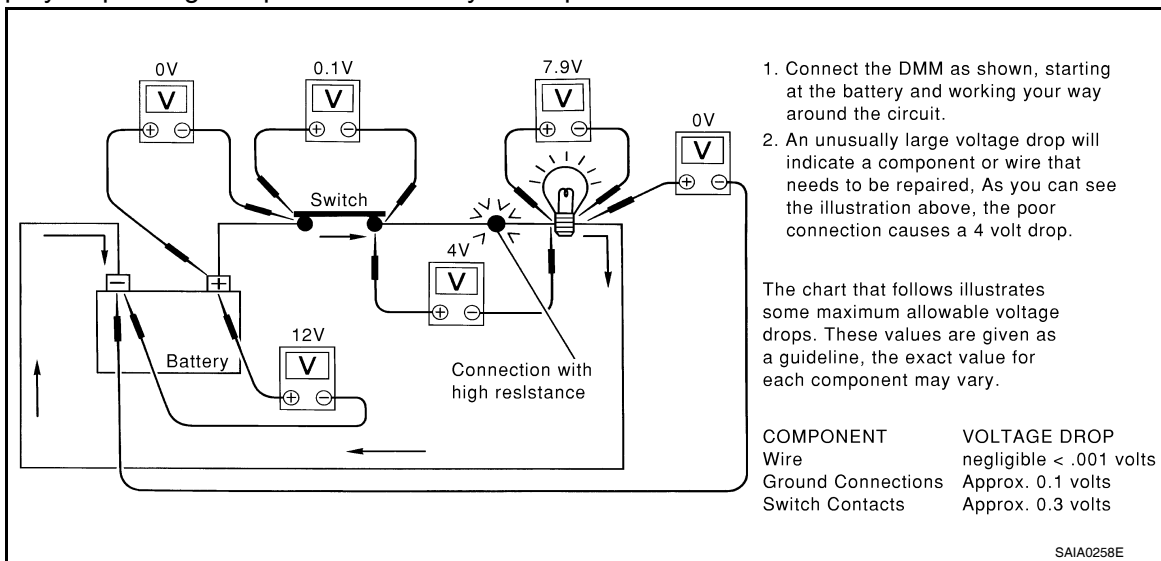 0V
0.1V
7.9V
0V
V
V
V
V
Switch
4V
V
Battery
12V
V
Connection with
high reslstance
1. Connect the DMM as shown, starting
at the battery and working your way
around the circuit.
2. An unusually large voltage drop will
indicate a component or wire that
needs to be repaired, As you can see
the illustration above, the poor
connection causes a 4 volt drop.
The chart that follows illustrates
some maximum allowable voltage
drops. These values are given as
a guideline, the exact value for
each component may vary.
COMPONENT VOLTAGE DROP
Wire negligible < .001 volts
Ground Connections Approx. 0.1 volts
Switch Contacts Approx. 0.3 volts
SAIA0258E